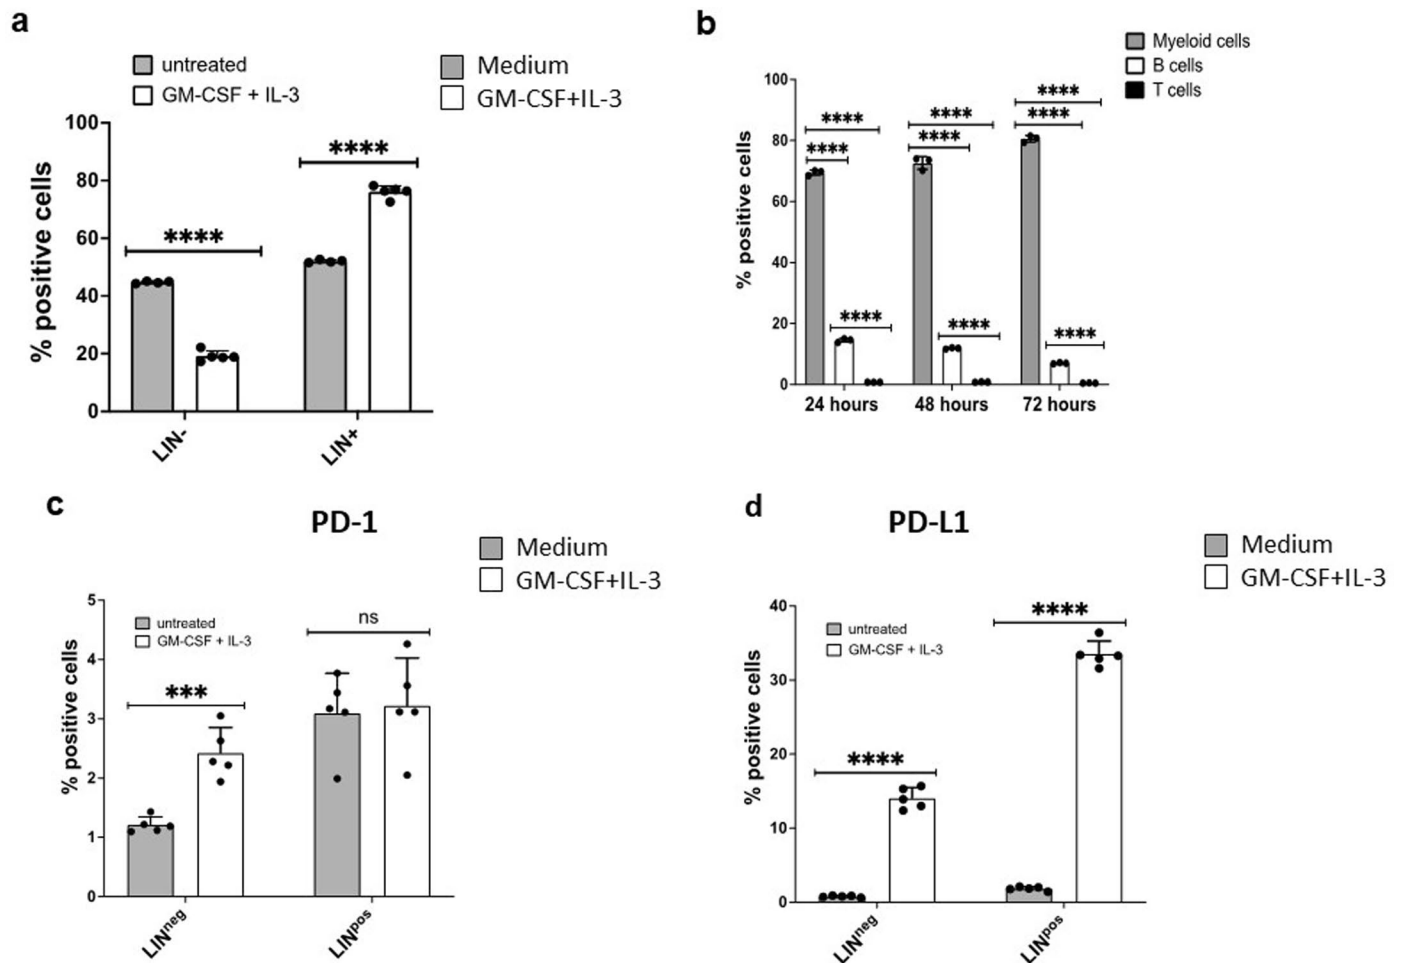 a
untreated
GM-CSF + IL-3
Medium
GM-CSF+IL-3
% positive cells
100
80
60
40
20
0
****
****
LIN-
LIN+
b
Myeloid cells
B cells
T cells
% positive cells
100
80
60
40
20
0
****
****
****
****
****
****
****
****
****
24 hours
48 hours
72 hours
c
PD-1
Medium
GM-CSF+IL-3
untreated
GM-CSF + IL-3
% positive cells
5
4
3
2
1
0
***
ns
LINneg
LINpos
d
PD-L1
Medium
GM-CSF+IL-3
untreated
GM-CSF + IL-3
% positive cells
40
30
20
10
0
****
****
LINneg
LINpos